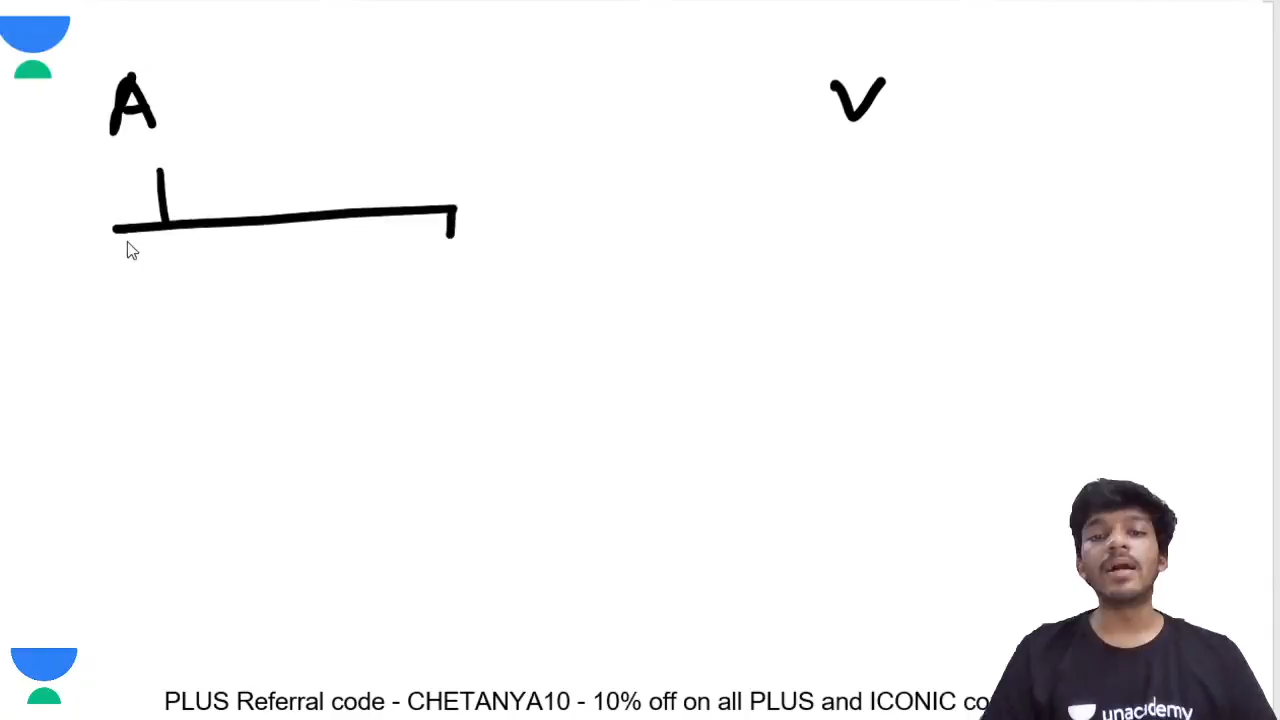 A V
PLUS Referral code - CHETANYA10 - 10% off on all PLUS and ICONIC co
unacademy